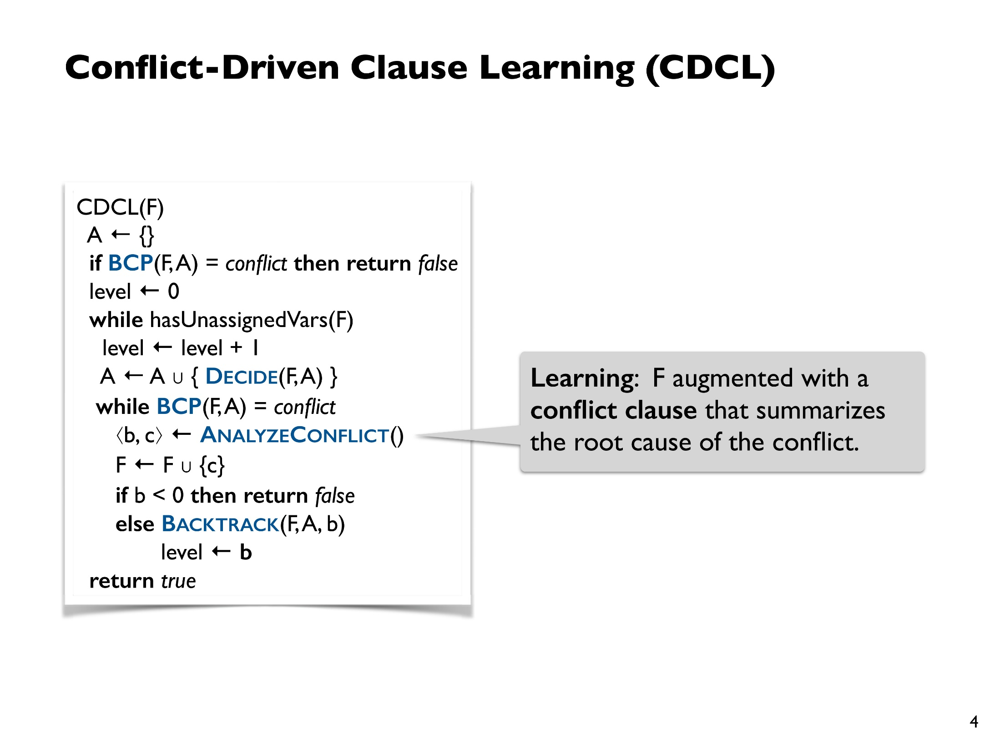 Conflict-Driven Clause Learning (CDCL)
CDCL(F)
A ← {}
if BCP(F, A) = conflict then return false
level ← 0
while hasUnassignedVars(F)
level ← level + 1
A ← A ∪ { DECIDE(F, A) }
while BCP(F, A) = conflict
⟨b, c⟩ ← ANALYZECONFLICT()
F ← F ∪ {c}
if b < 0 then return false
else BACKTRACK(F, A, b)
level ← b
return true
Learning: F augmented with a
conflict clause that summarizes
the root cause of the conflict.
4